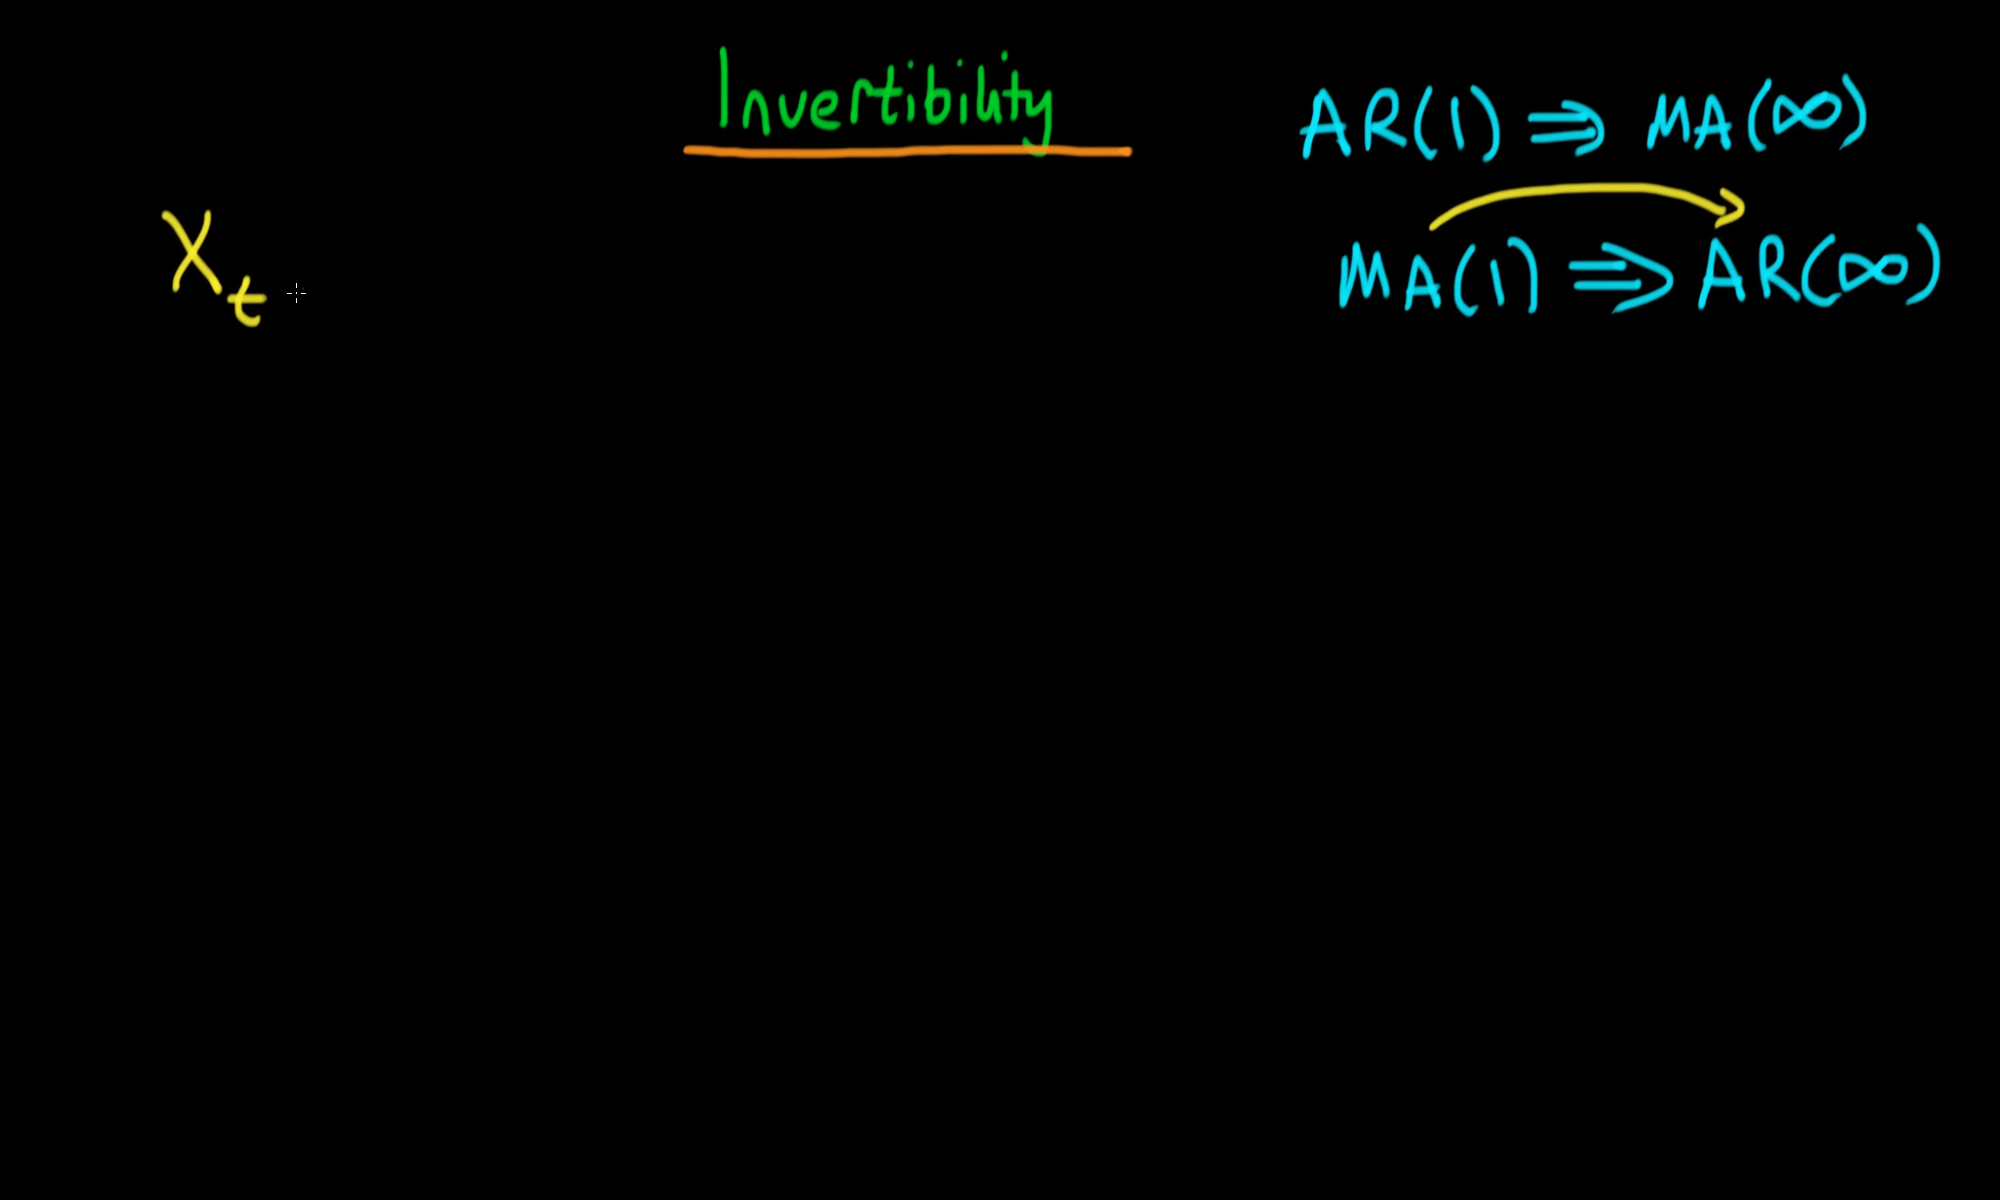 Invertibility
AR(1) ⇒ MA(∞)
MA(1) ⇒ AR(∞)
X_t